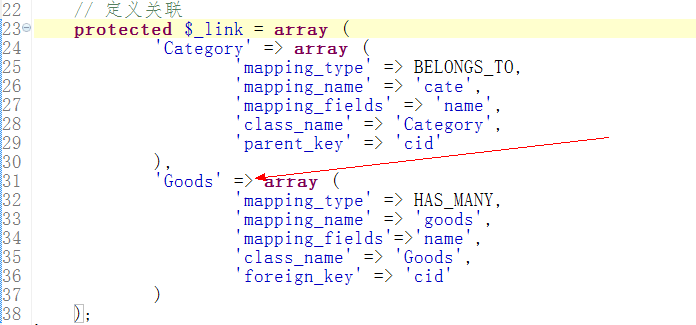 22 // 定义关联
23 protected $_link = array (
24 'Category' => array (
25 'mapping_type' => BELONGS_TO,
26 'mapping_name' => 'cate',
27 'mapping_fields' => 'name',
28 'class_name' => 'Category',
29 'parent_key' => 'cid'
30 ),
31 'Goods' => array (
32 'mapping_type' => HAS_MANY,
33 'mapping_name' => 'goods',
34 'mapping_fields'=>'name',
35 'class_name' => 'Goods',
36 'foreign_key' => 'cid'
37 )
38 );